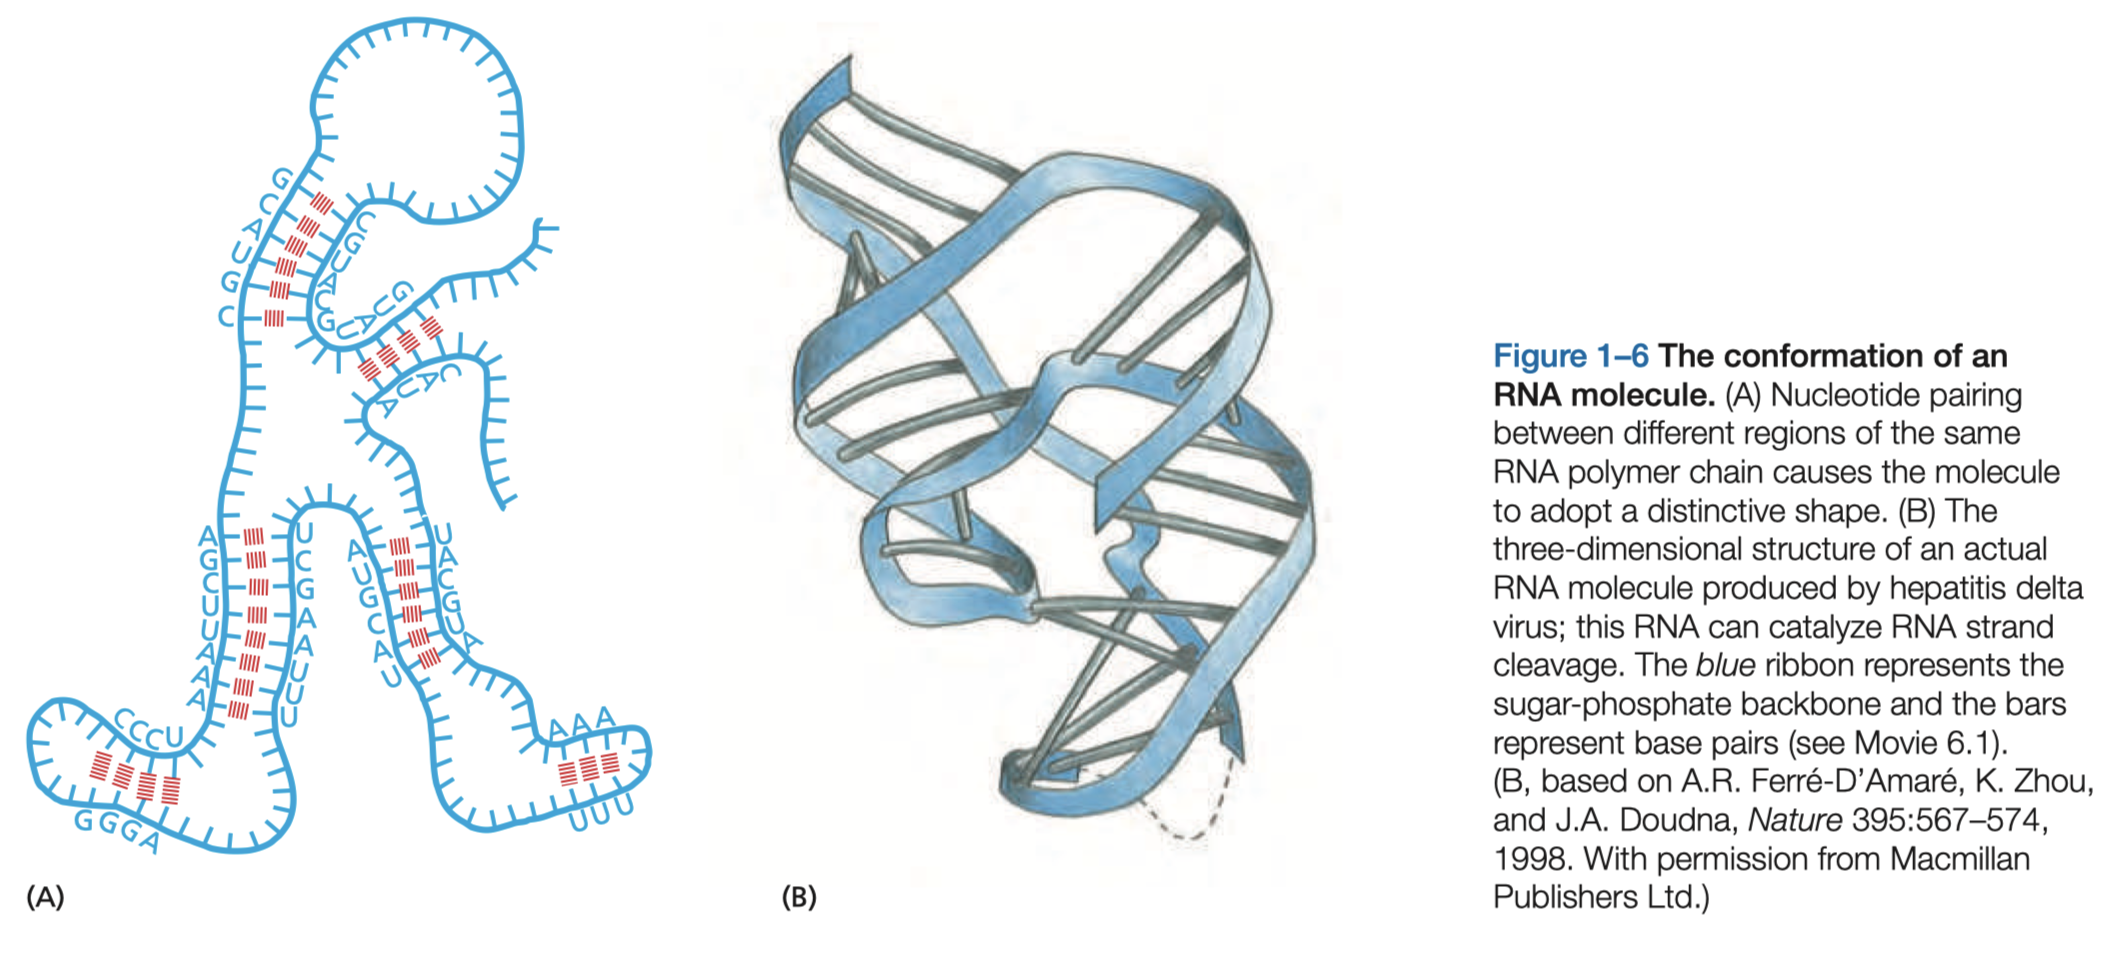 G
C
A
U
G
C
C
G
U
A
C
G
U
A
U
G
C
A
U
A
A
G
C
U
U
A
A
A
U
C
G
A
A
U
U
U
A
U
G
C
A
U
U
A
C
G
U
A
CCCU
GGGA
AAA
UUU
(A)
(B)
Figure 1–6 The conformation of an
RNA molecule. (A) Nucleotide pairing
between different regions of the same
RNA polymer chain causes the molecule
to adopt a distinctive shape. (B) The
three-dimensional structure of an actual
RNA molecule produced by hepatitis delta
virus; this RNA can catalyze RNA strand
cleavage. The blue ribbon represents the
sugar-phosphate backbone and the bars
represent base pairs (see Movie 6.1).
(B, based on A.R. Ferré-D’Amaré, K. Zhou,
and J.A. Doudna, Nature 395:567–574,
1998. With permission from Macmillan
Publishers Ltd.)